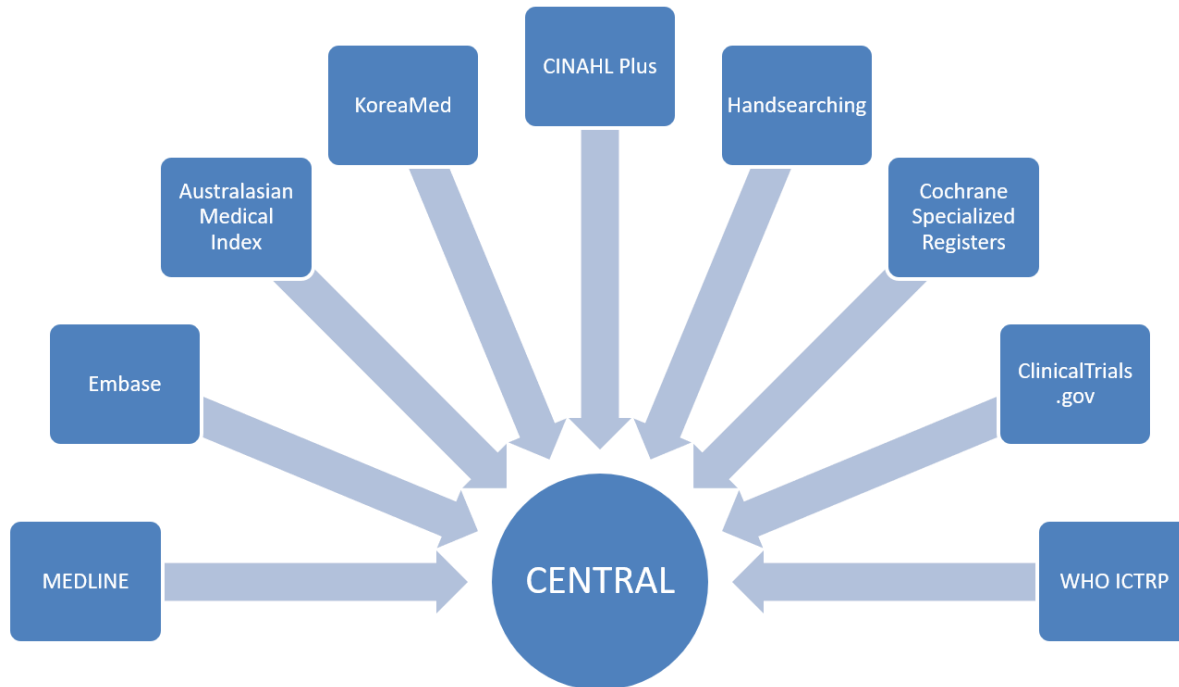 CINAHL Plus
KoreaMed
Handsearching
Australasian
Medical
Index
Cochrane
Specialized
Registers
Embase
ClinicalTrials
.gov
MEDLINE
CENTRAL
WHO ICTRP